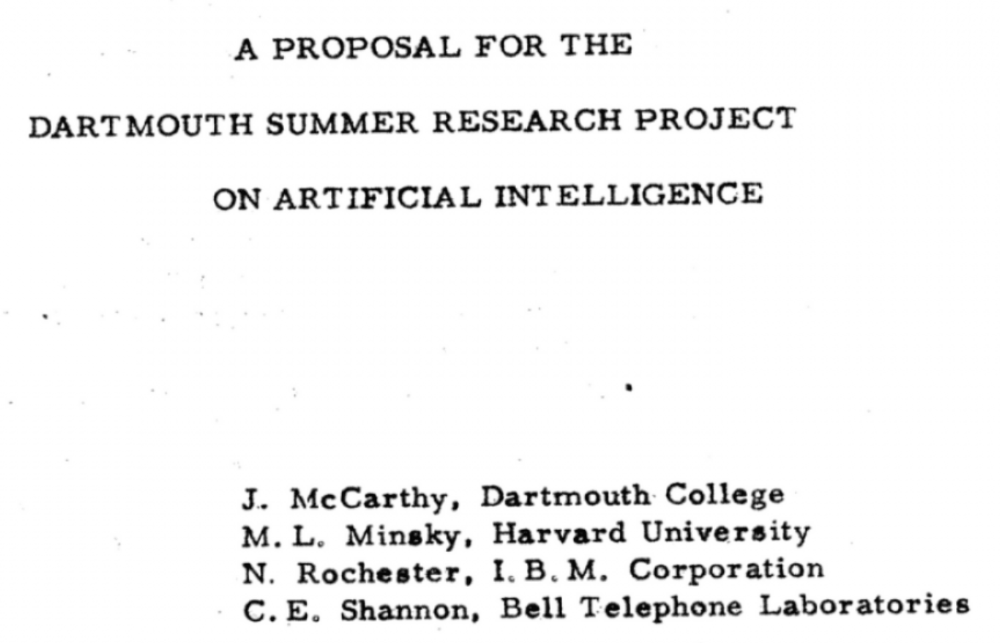 A PROPOSAL FOR THE
DARTMOUTH SUMMER RESEARCH PROJECT
ON ARTIFICIAL INTELLIGENCE
J. McCarthy, Dartmouth College
M. L. Minsky, Harvard University
N. Rochester, I. B. M. Corporation
C. E. Shannon, Bell Telephone Laboratories